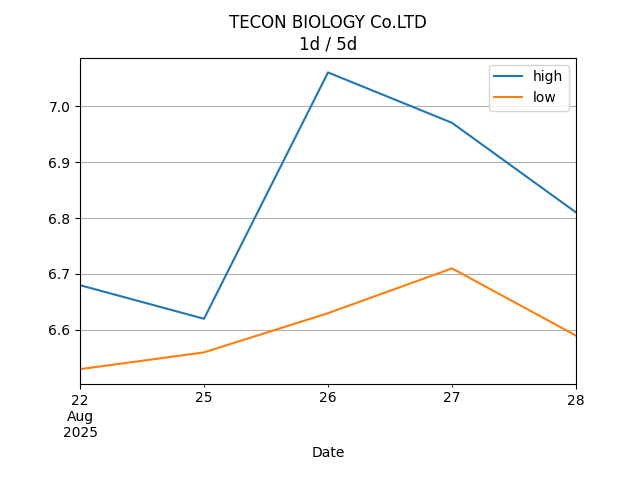 TECON BIOLOGY Co.LTD
1d / 5d
high
low
7.0
6.9
6.8
6.7
6.6
22 25 26 27 28
Aug
2025
Date